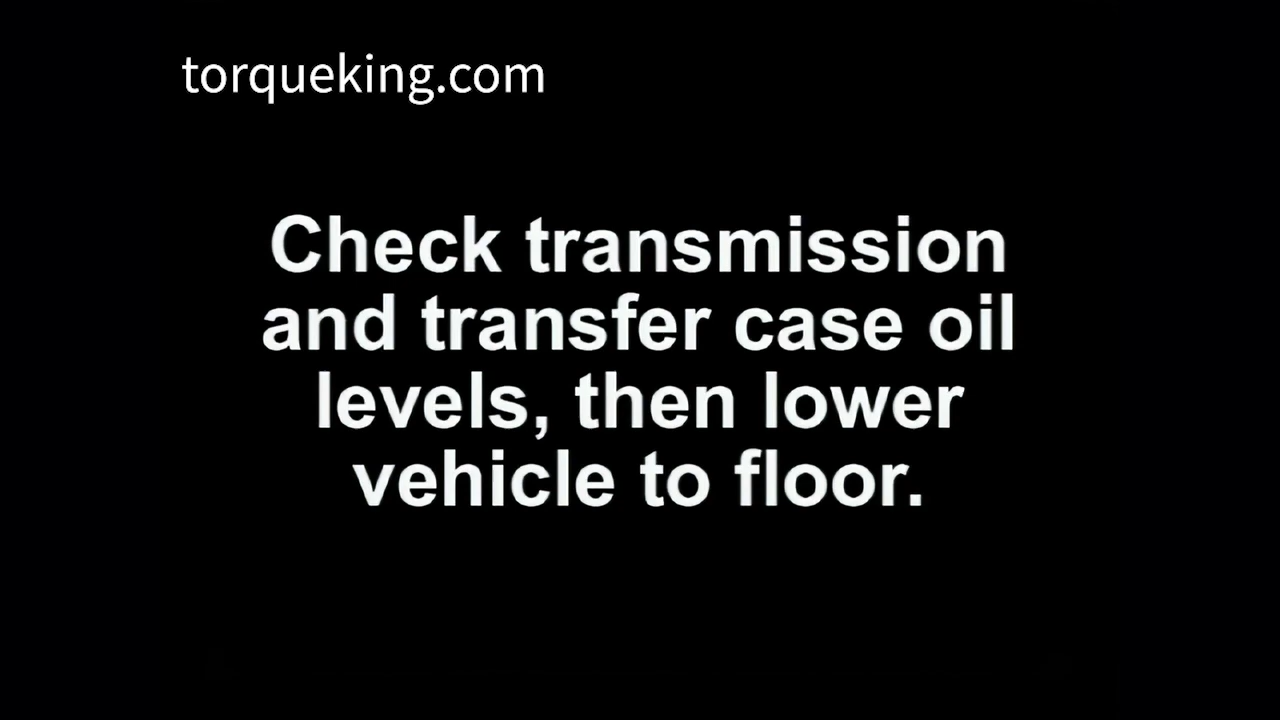 torqueking.com
Check transmission
and transfer case oil
levels, then lower
vehicle to floor.